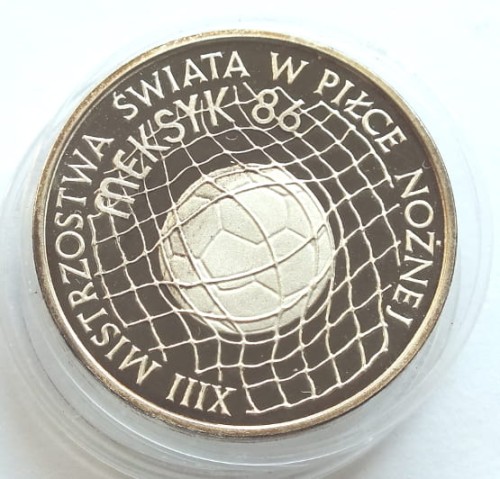 XIII MISTRZOSTWA ŚWIATA W PIŁCE NOŻNEJ
MEKSYK 86